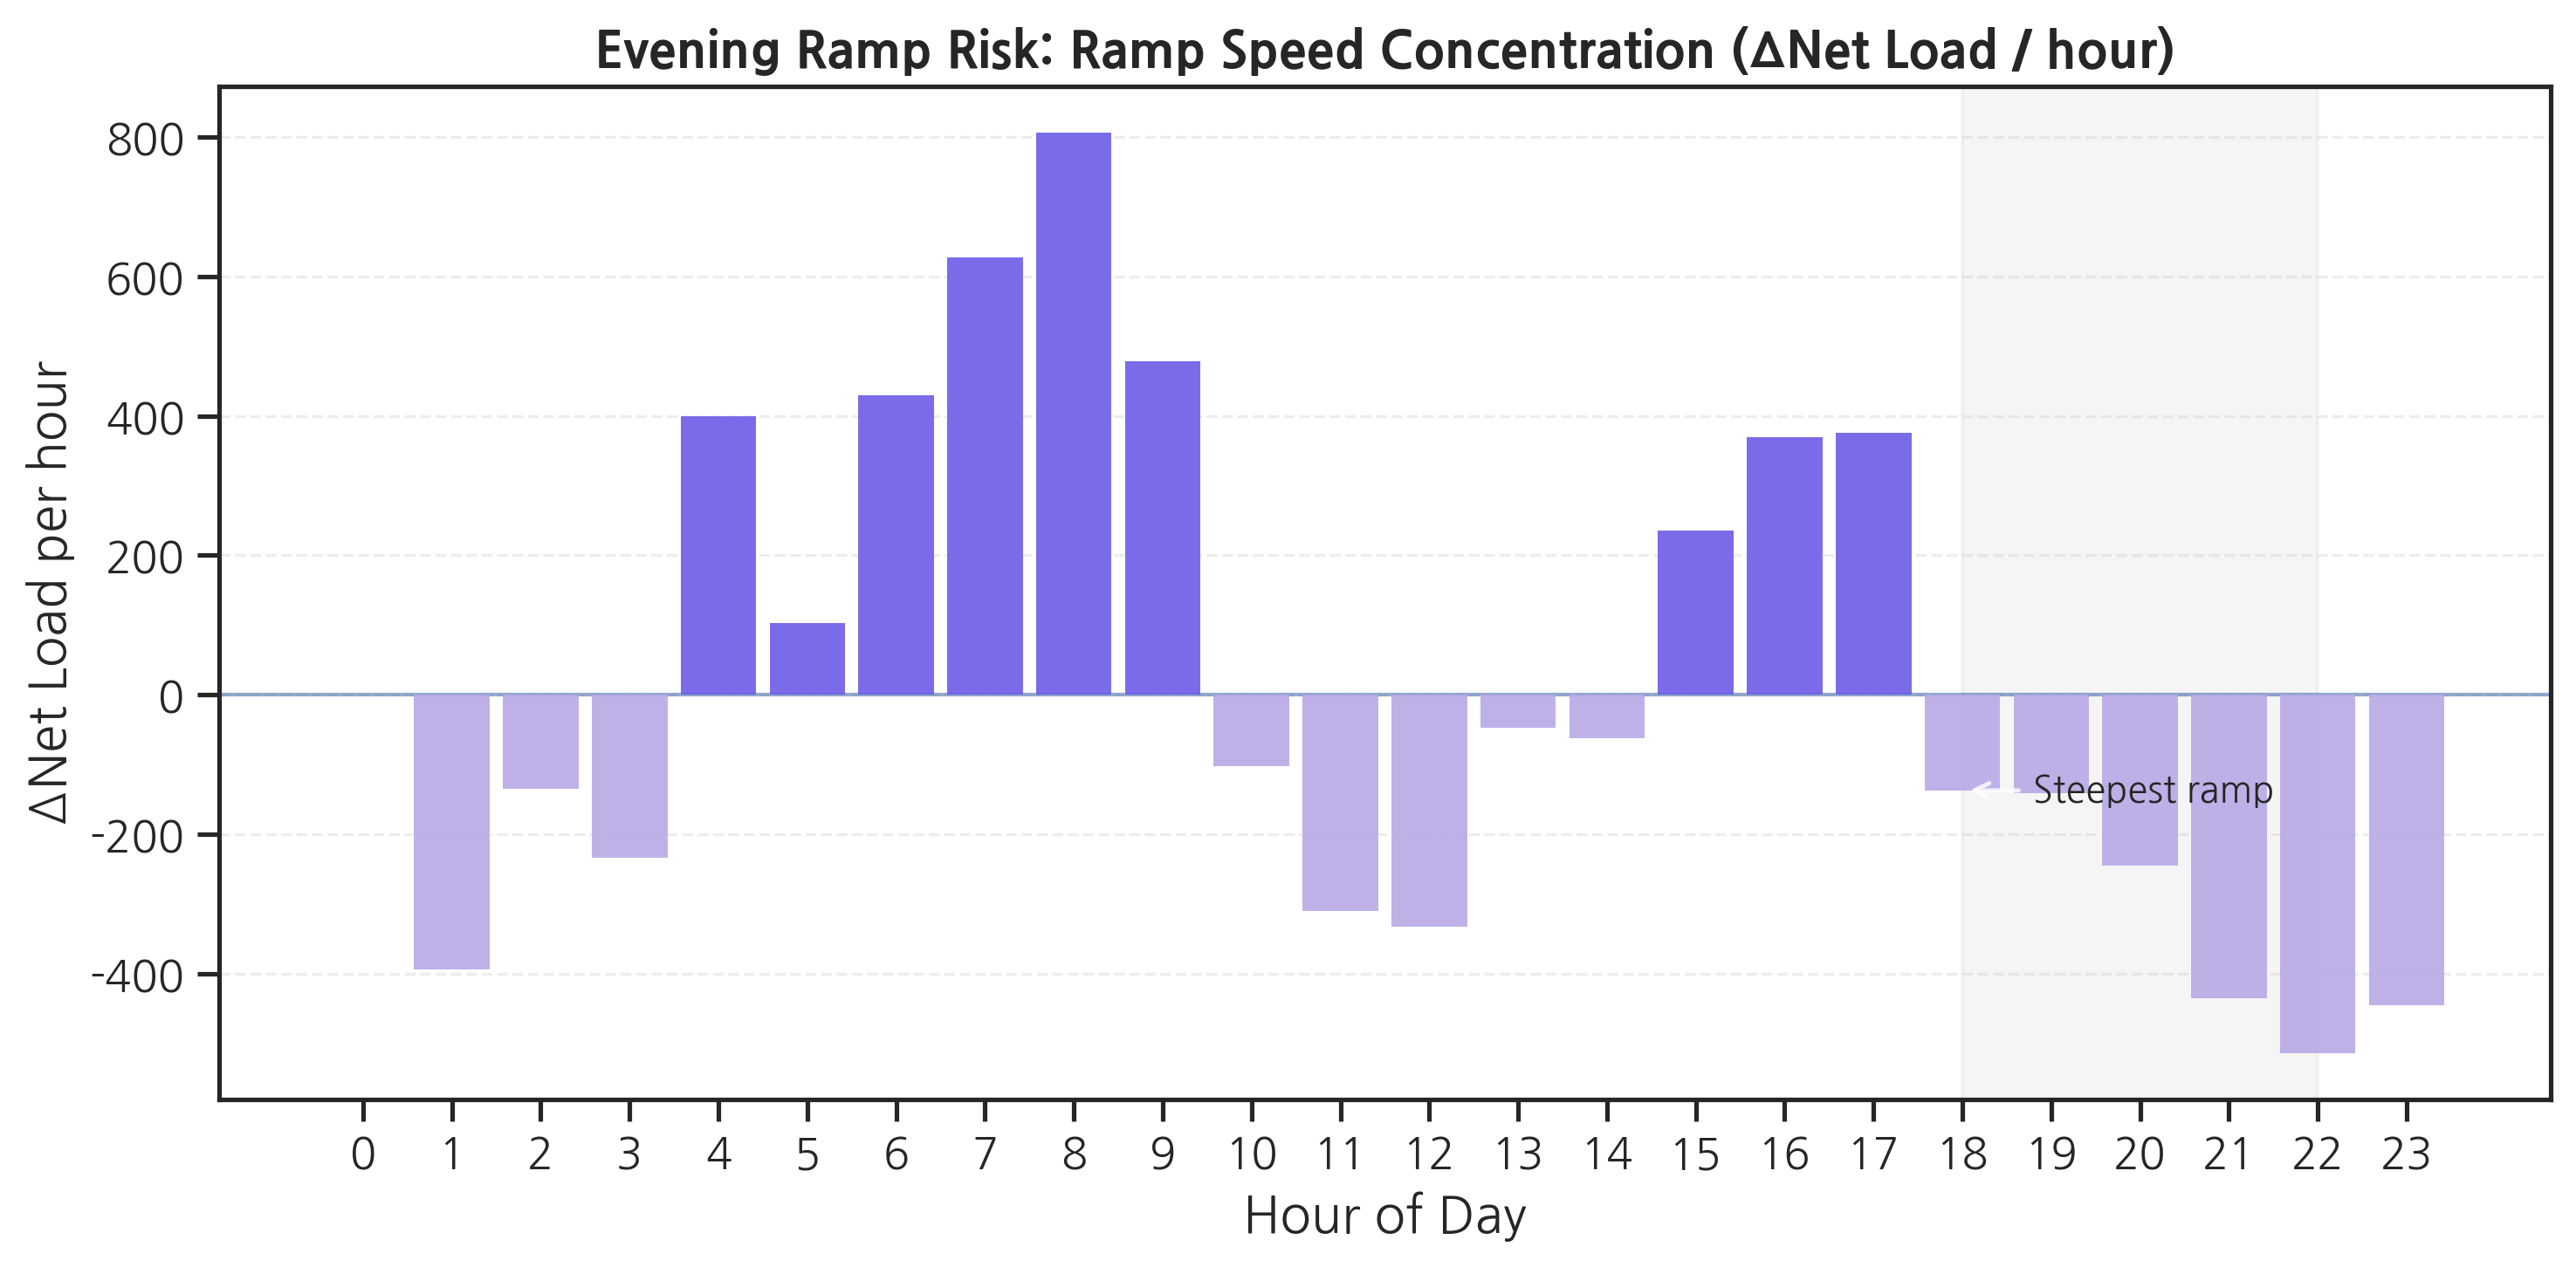 Evening Ramp Risk: Ramp Speed Concentration (ΔNet Load / hour)
ΔNet Load per hour
800
600
400
200
0
-200
-400
Steepest ramp
0 1 2 3 4 5 6 7 8 9 10 11 12 13 14 15 16 17 18 19 20 21 22 23
Hour of Day